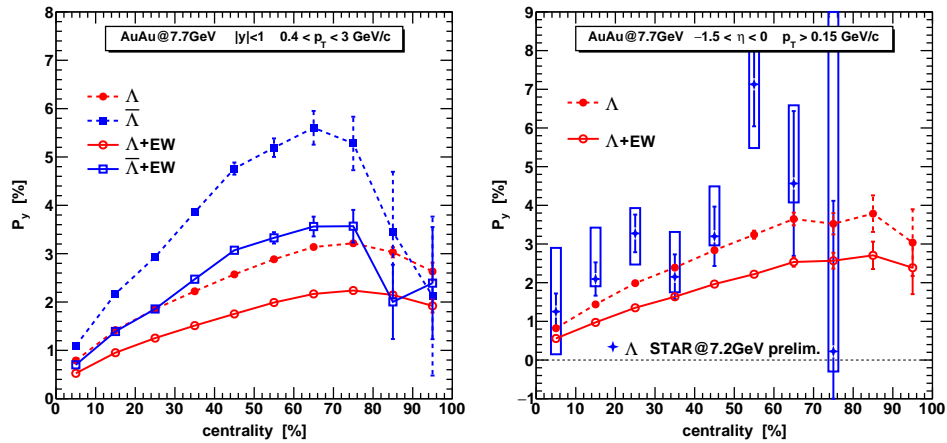 AuAu@7.7GeV |y|<1 0.4 < p_T < 3 GeV/c
Λ
Λ̅
Λ+EW
Λ̅+EW
P_y [%]
8
7
6
5
4
3
2
1
0
0 10 20 30 40 50 60 70 80 90 100
centrality [%]
AuAu@7.7GeV −1.5 < η < 0 p_T > 0.15 GeV/c
Λ
Λ+EW
Λ STAR@7.2GeV prelim.
P_y [%]
9
8
7
6
5
4
3
2
1
0
−1
0 10 20 30 40 50 60 70 80 90 100
centrality [%]